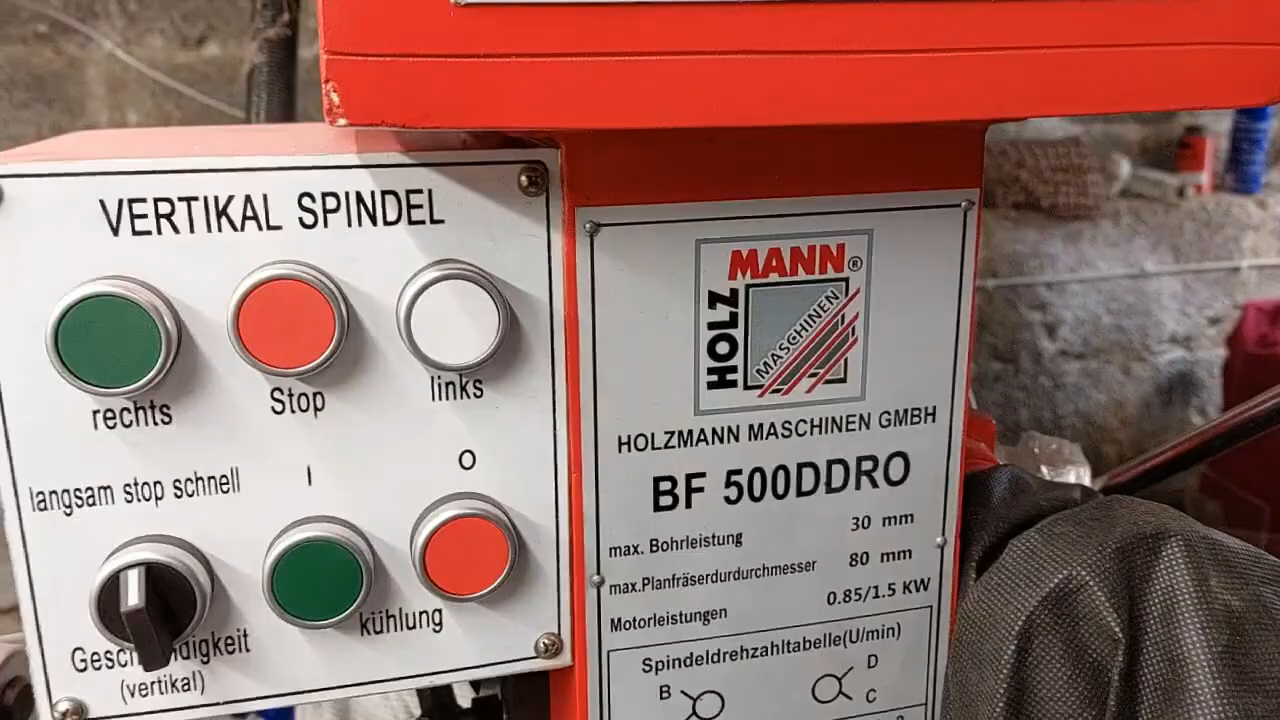 VERTIKAL SPINDEL
rechts
Stop
links
langsam stop schnell
I
O
kühlung
(vertikal)
MANN®
HOLZ
MASCHINEN
HOLZMANN MASCHINEN GMBH
BF 500DDRO
max. Bohrleistung 30 mm
max.Planfräserdurdurchmesser 80 mm
Motorleistungen 0.85/1.5 KW
Spindeldrehzahltabelle(U/min)
B
D
C